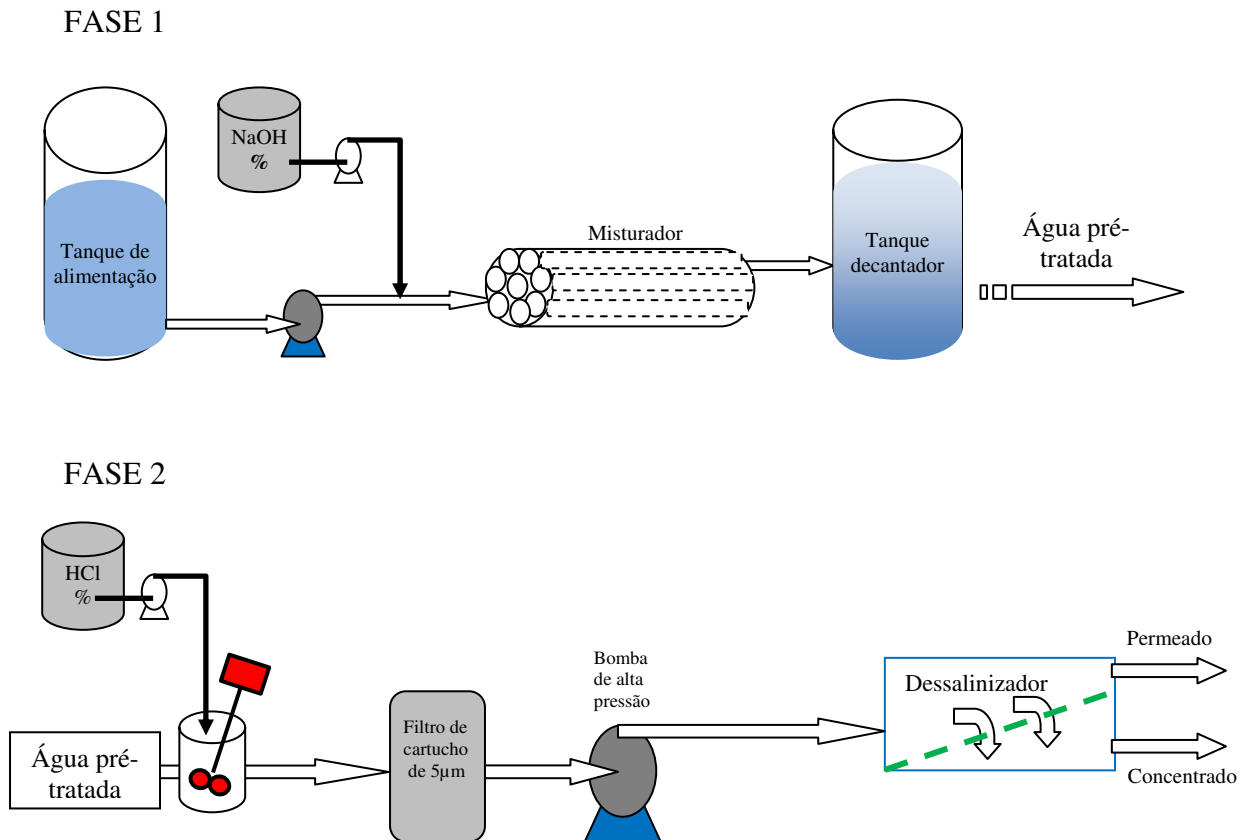 FASE 1
NaOH
%
Tanque de
alimentação
Misturador
Tanque
decantador
Água pré-
tratada
FASE 2
HCl
%
Água pré-
tratada
Filtro de
cartucho
de 5µm
Bomba
de alta
pressão
Dessalinizador
Permeado
Concentrado